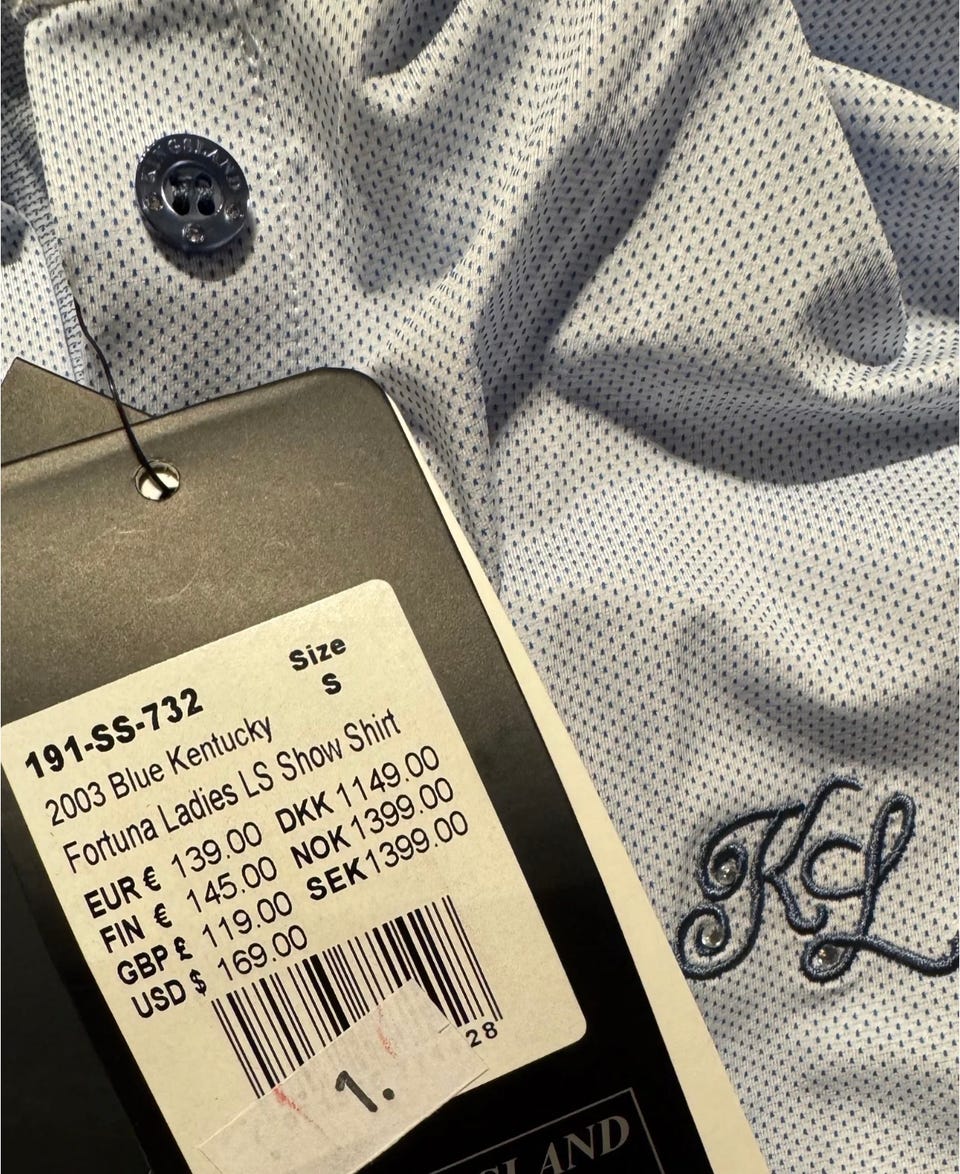 KINGSLAND
191-SS-732
Size
S
2003 Blue Kentucky
Fortuna Ladies LS Show Shirt
EUR € 139.00 DKK 1149.00
FIN € 145.00 NOK 1399.00
GBP £ 119.00 SEK 1399.00
USD $ 169.00
28
1.
KL